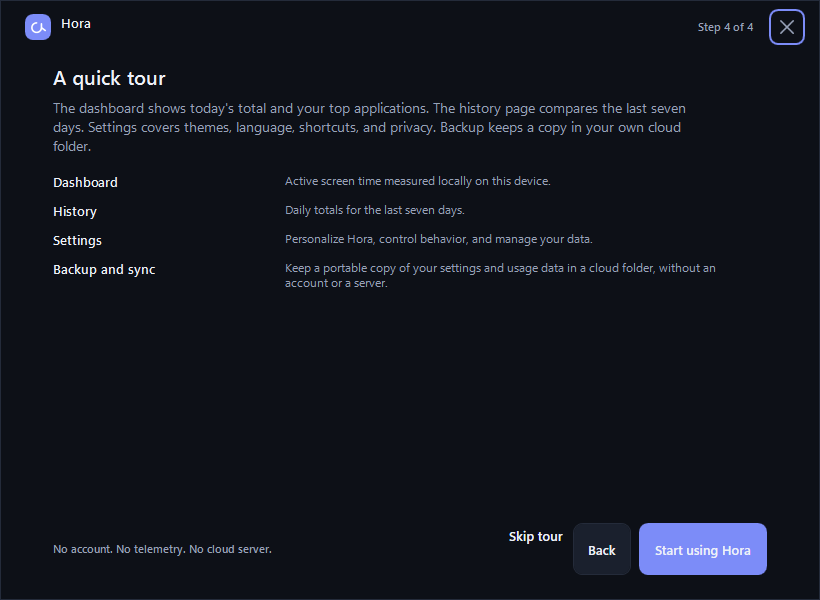 Hora
Step 4 of 4
A quick tour
The dashboard shows today's total and your top applications. The history page compares the last seven
days. Settings covers themes, language, shortcuts, and privacy. Backup keeps a copy in your own cloud
folder.
Dashboard
Active screen time measured locally on this device.
History
Daily totals for the last seven days.
Settings
Personalize Hora, control behavior, and manage your data.
Backup and sync
Keep a portable copy of your settings and usage data in a cloud folder, without an
account or a server.
No account. No telemetry. No cloud server.
Skip tour
Back
Start using Hora